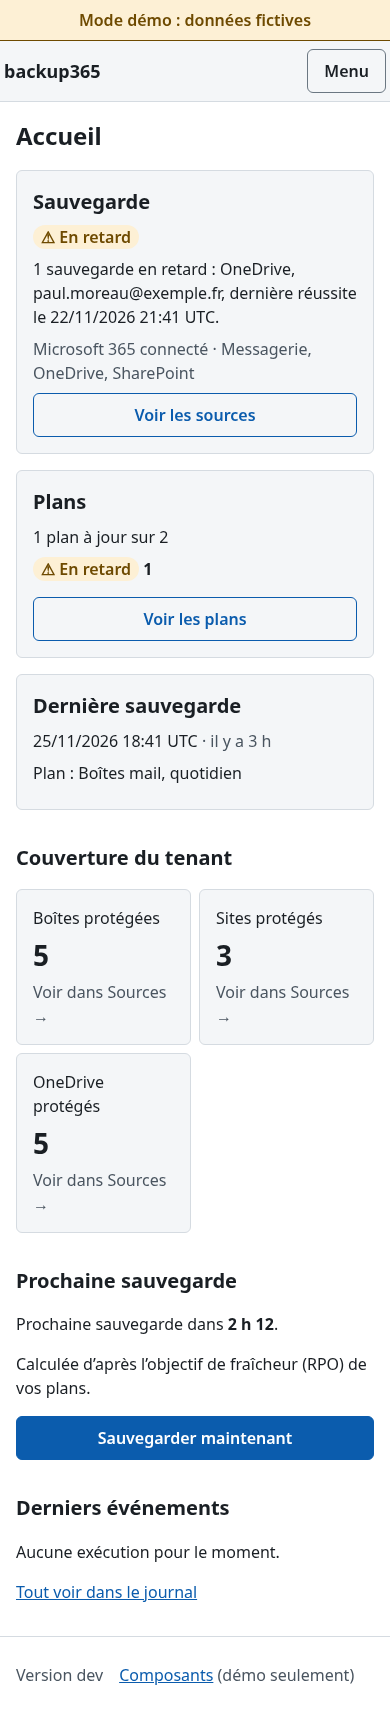 Mode démo : données fictives
backup365
Menu
Accueil
Sauvegarde
⚠ En retard
1 sauvegarde en retard : OneDrive,
paul.moreau@exemple.fr, dernière réussite
le 22/11/2026 21:41 UTC.
Microsoft 365 connecté · Messagerie,
OneDrive, SharePoint
Voir les sources
Plans
1 plan à jour sur 2
⚠ En retard 1
Voir les plans
Dernière sauvegarde
25/11/2026 18:41 UTC · il y a 3 h
Plan : Boîtes mail, quotidien
Couverture du tenant
Boîtes protégées
5
Voir dans Sources
→
Sites protégés
3
Voir dans Sources
→
OneDrive
protégés
5
Voir dans Sources
→
Prochaine sauvegarde
Prochaine sauvegarde dans 2 h 12.
Calculée d’après l’objectif de fraîcheur (RPO) de
vos plans.
Sauvegarder maintenant
Derniers événements
Aucune exécution pour le moment.
Tout voir dans le journal
Version dev Composants (démo seulement)